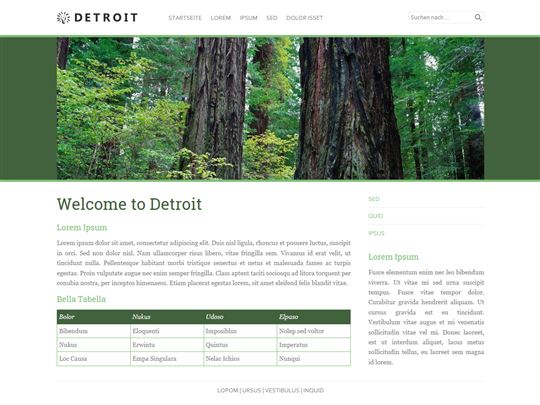 DETROIT
STARTSEITE LOREM IPSUM SED DOLOR ISSET
Suchen nach ...
Welcome to Detroit
Lorem Ipsum
Lorem ipsum dolor sit amet, consectetur adipiscing elit. Duis nisl ligula, rhoncus et posuere luctus, suscipit
in orci. Sed non dolor nisl. Nam ullamcorper risus libero, vitae fringilla sem. Vivamus id erat velit, ut
tincidunt nulla. Pellentesque habitant morbi tristique senectus et netus et malesuada fames ac turpis
egestas. Proin vulputate augue nec enim semper fringilla. Class aptent taciti sociosqu ad litora torquent per
conubia nostra, per inceptos himenaeos. Etiam placerat egestas lorem, sit amet eleifend felis blandit vitae.
Bella Tabella
Bolor Nukus Udoso Elpaso
Bibendum Eloquenti Imposiblus Nolep sed voltor
Nukus Erwintu Quintus Imperatus
Loc Causa Empa Singulara Nelac Ichios Nunqui
SED
QUID
IPSUS
Lorem Ipsum
Fusce elementum enim nec leo bibendum
viverra. Ut vitae mi sed urna suscipit
tempus. Fusce vitae tempor dolor.
Curabitur gravida hendrerit aliquam. Ut
cursus gravida est eu tincidunt.
Vestibulum vitae augue et mi venenatis
sollicitudin vitae id leo. Donec laoreet,
est ut interdum aliquet, lacus metus
sollicitudin tellus, eu laoreet sem magna
id lorem.
LOPOM | URSUS | VESTIBULUS | INQUID